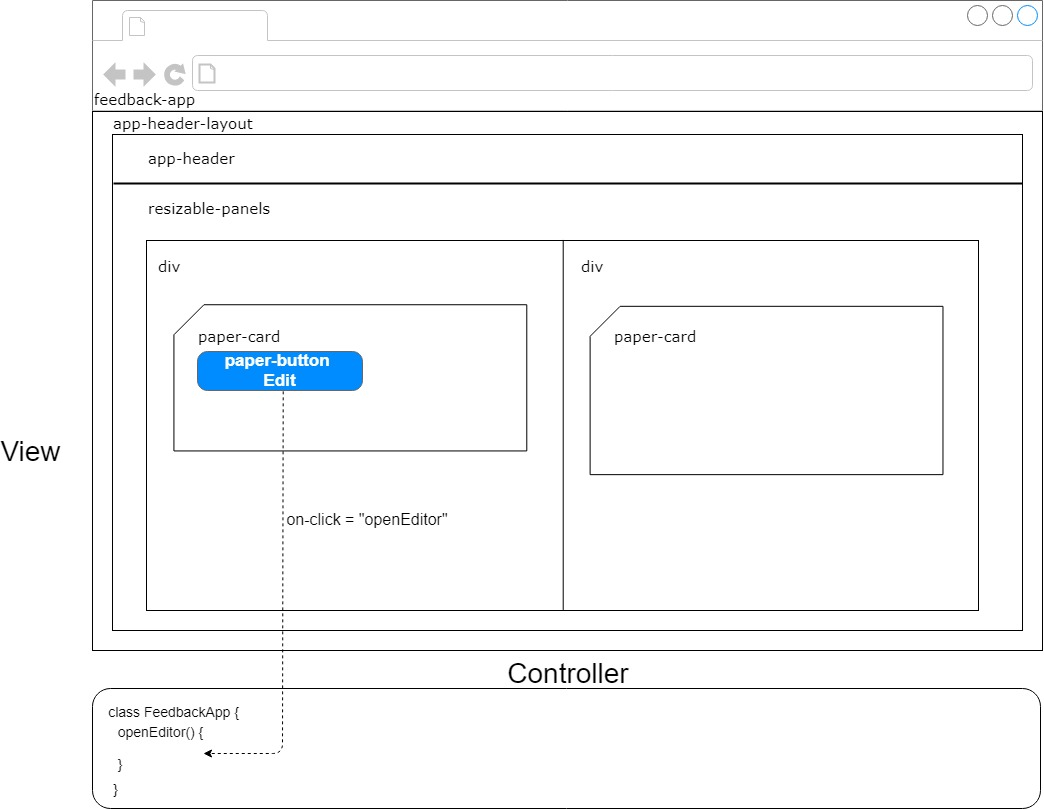 feedback-app
app-header-layout
app-header
resizable-panels
div
div
paper-card
paper-card
paper-button
Edit
View
on-click = "openEditor"
Controller
class FeedbackApp {
openEditor() {
}
}